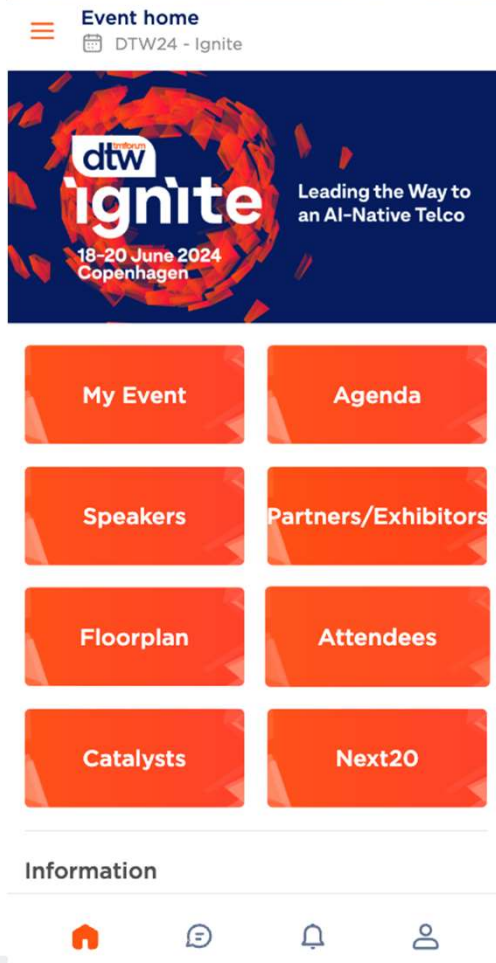 Event home
DTW24 - Ignite
tmforum
dtw
ignite
18-20 June 2024
Copenhagen
Leading the Way to
an AI-Native Telco
My Event
Agenda
Speakers
Partners/Exhibitors
Floorplan
Attendees
Catalysts
Next20
Information